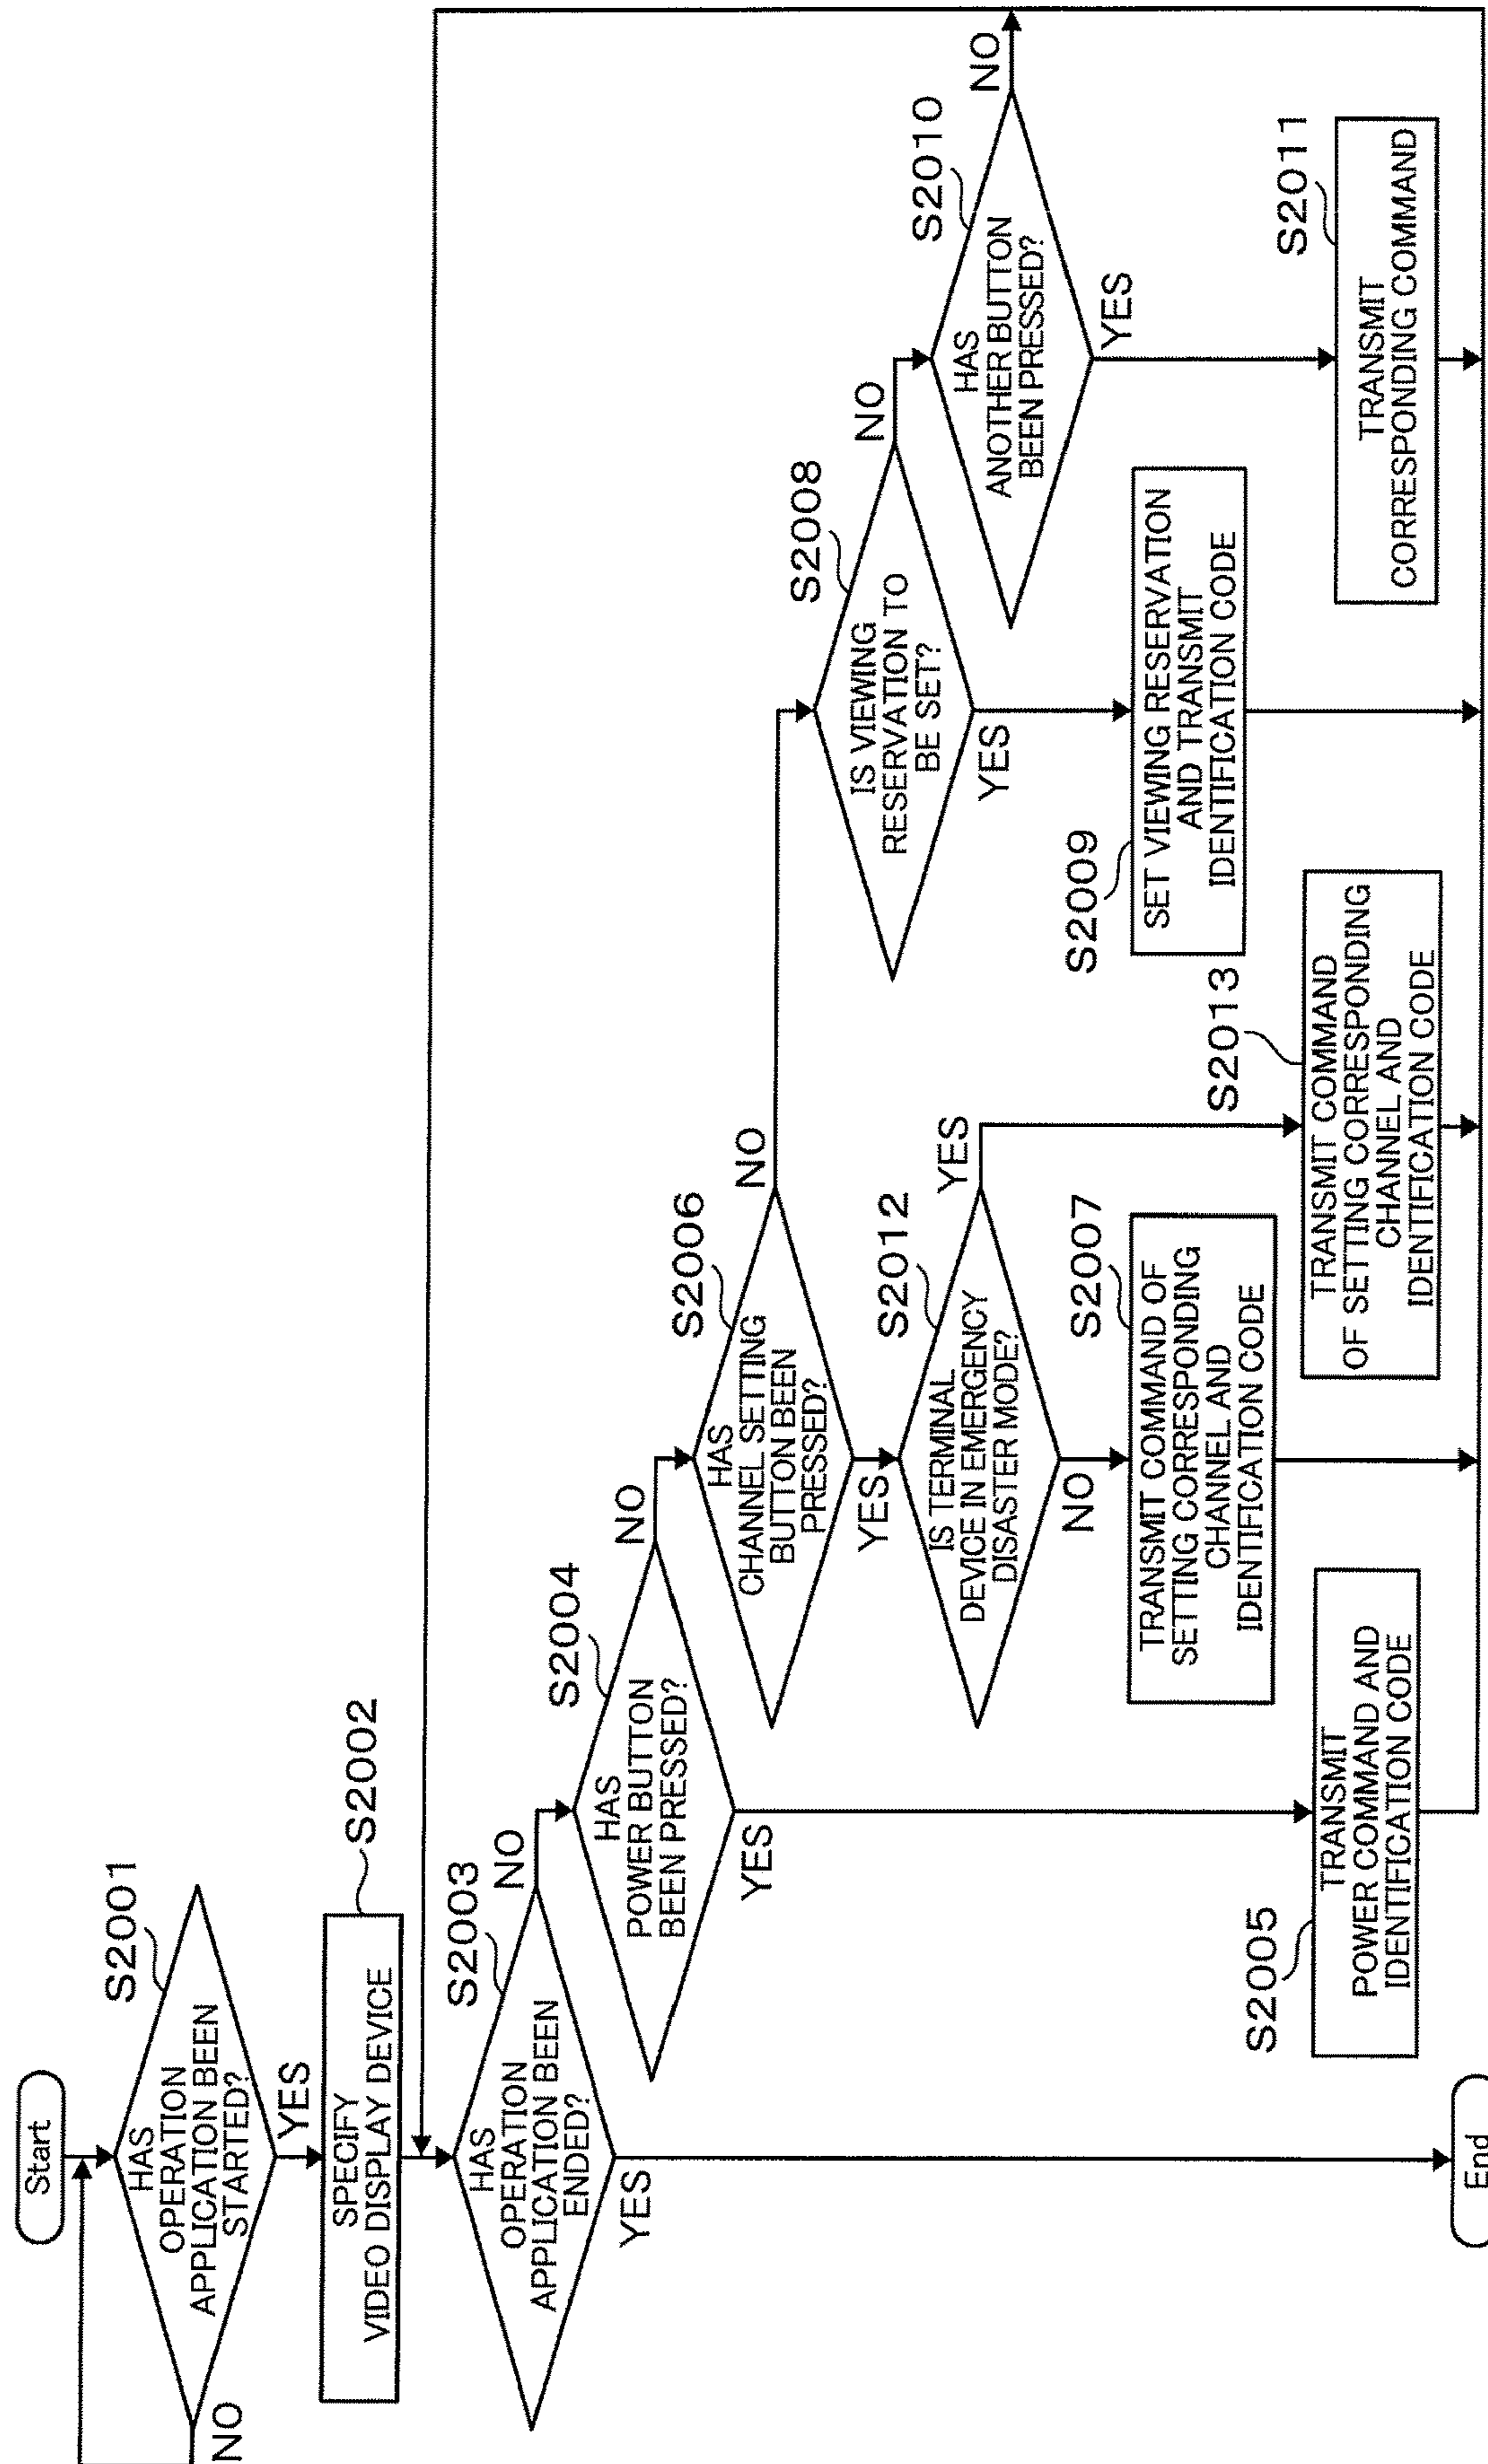 Start
S2001
HAS
OPERATION
APPLICATION BEEN
STARTED?
NO
YES
S2002
SPECIFY
VIDEO DISPLAY DEVICE
S2003
HAS
OPERATION
APPLICATION BEEN
ENDED?
NO
YES
S2004
HAS
POWER BUTTON
BEEN PRESSED?
NO
YES
S2005
TRANSMIT
POWER COMMAND AND
IDENTIFICATION CODE
S2006
HAS
CHANNEL SETTING
BUTTON BEEN
PRESSED?
NO
YES
S2012
IS TERMINAL
DEVICE IN EMERGENCY
DISASTER MODE?
YES
NO
S2007
TRANSMIT COMMAND OF
SETTING CORRESPONDING
CHANNEL AND
IDENTIFICATION CODE
S2013
TRANSMIT COMMAND
OF SETTING CORRESPONDING
CHANNEL AND
IDENTIFICATION CODE
S2008
IS VIEWING
RESERVATION TO
BE SET?
NO
YES
S2009
SET VIEWING RESERVATION
AND TRANSMIT
IDENTIFICATION CODE
S2010
HAS
ANOTHER BUTTON
BEEN PRESSED?
NO
YES
S2011
TRANSMIT
CORRESPONDING COMMAND
End